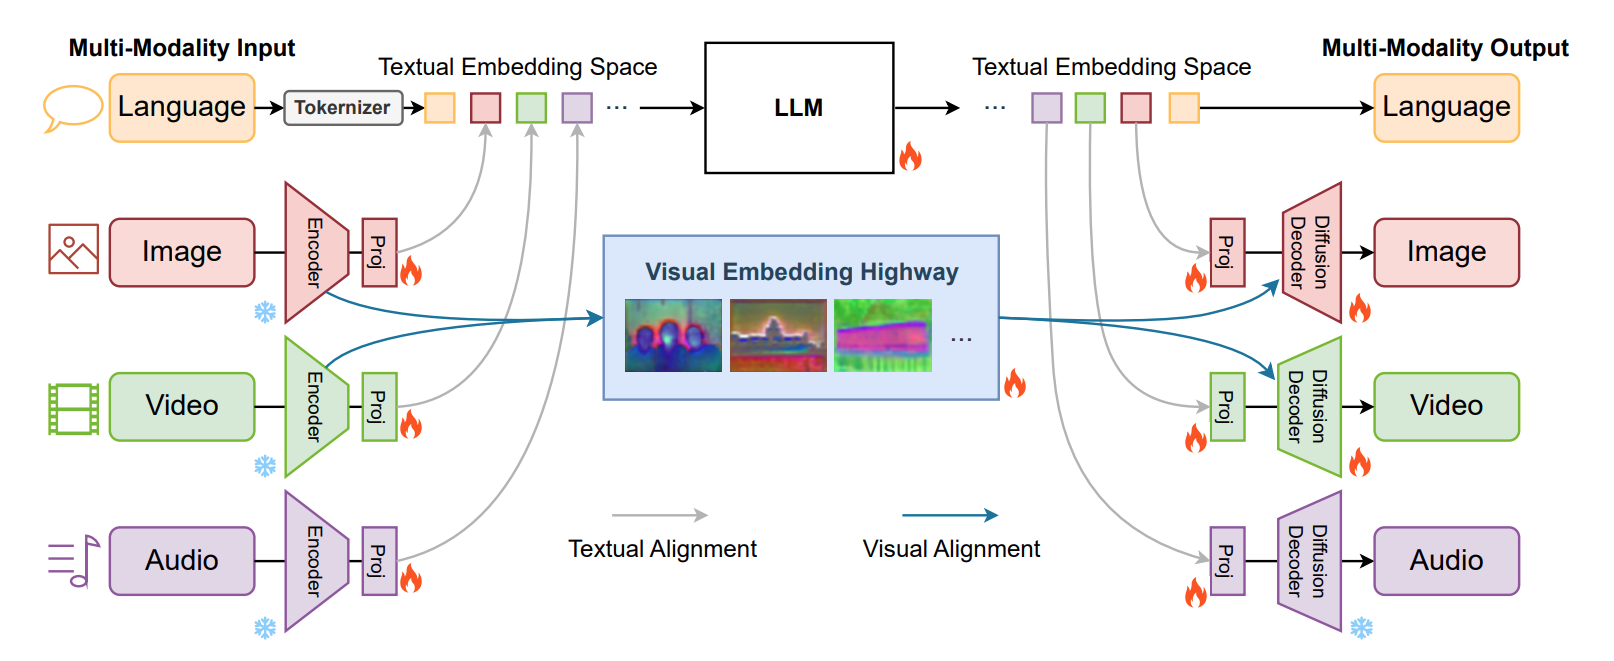 Multi-Modality Input
Multi-Modality Output
Textual Embedding Space
Textual Embedding Space
Language
Tokernizer
...
LLM
...
Language
Image
Encoder
Proj
Visual Embedding Highway
...
Proj
Diffusion
Decoder
Image
Video
Encoder
Proj
Proj
Diffusion
Decoder
Video
Audio
Encoder
Proj
Textual Alignment
Visual Alignment
Proj
Diffusion
Decoder
Audio